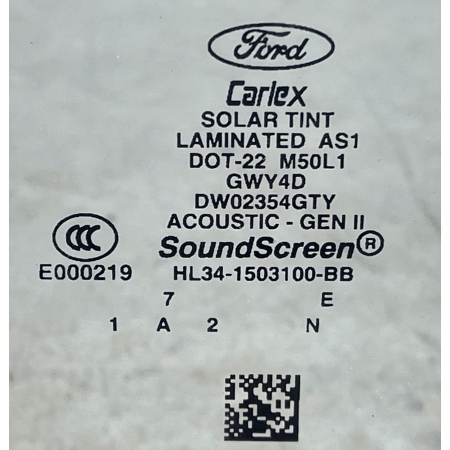 Ford
Carlex
SOLAR TINT
LAMINATED AS1
DOT-22 M50L1
GWY4D
DW02354GTY
ACOUSTIC - GEN II
CCC SoundScreen®
E000219 HL34-1503100-BB
7 E
1 A 2 N